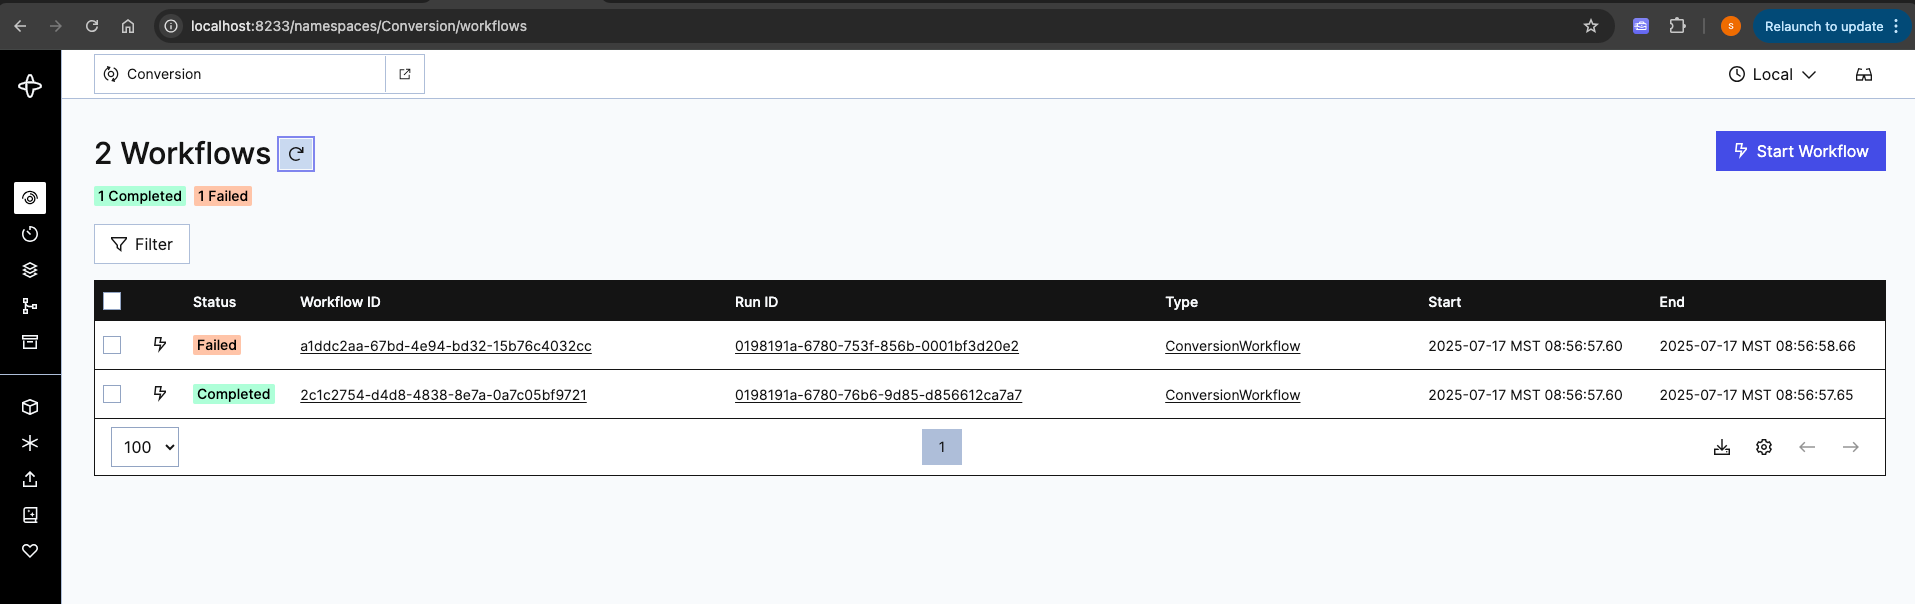 localhost:8233/namespaces/Conversion/workflows
S
Relaunch to update
Conversion
Local
2 Workflows
Start Workflow
1 Completed 1 Failed
Filter
Status Workflow ID Run ID Type Start End
Failed a1ddc2aa-67bd-4e94-bd32-15b76c4032cc 0198191a-6780-753f-856b-0001bf3d20e2 ConversionWorkflow 2025-07-17 MST 08:56:57.60 2025-07-17 MST 08:56:58.66
Completed 2c1c2754-d4d8-4838-8e7a-0a7c05bf9721 0198191a-6780-76b6-9d85-d856612ca7a7 ConversionWorkflow 2025-07-17 MST 08:56:57.60 2025-07-17 MST 08:56:57.65
100 1